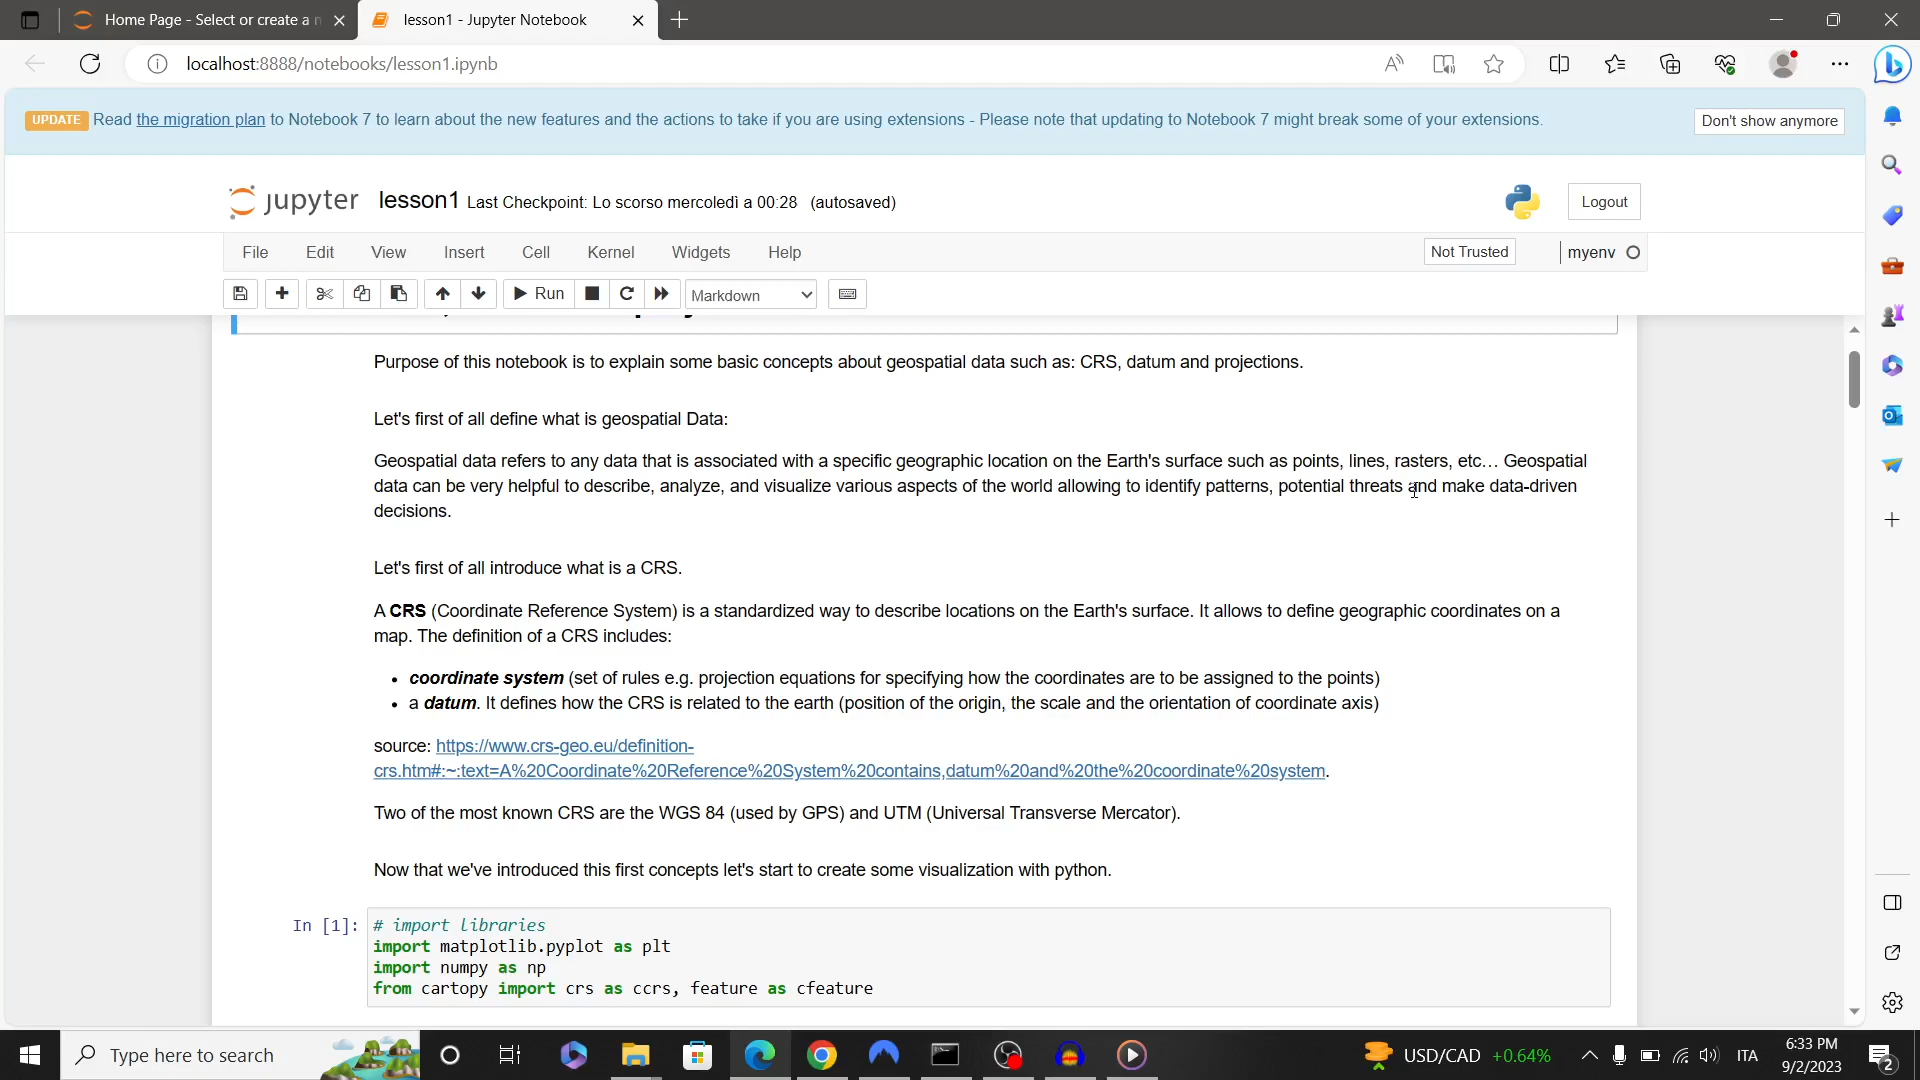 Home Page - Select or create a n
lesson1 - Jupyter Notebook
localhost:8888/notebooks/lesson1.ipynb
UPDATE Read the migration plan to Notebook 7 to learn about the new features and the actions to take if you are using extensions - Please note that updating to Notebook 7 might break some of your extensions.
Don't show anymore
jupyter lesson1 Last Checkpoint: Lo scorso mercoledì a 00:28 (autosaved)
Logout
File Edit View Insert Cell Kernel Widgets Help
Not Trusted
myenv
Run
Markdown
Purpose of this notebook is to explain some basic concepts about geospatial data such as: CRS, datum and projections.
Let's first of all define what is geospatial Data:
Geospatial data refers to any data that is associated with a specific geographic location on the Earth's surface such as points, lines, rasters, etc… Geospatial
data can be very helpful to describe, analyze, and visualize various aspects of the world allowing to identify patterns, potential threats and make data-driven
decisions.
Let's first of all introduce what is a CRS.
A CRS (Coordinate Reference System) is a standardized way to describe locations on the Earth's surface. It allows to define geographic coordinates on a
map. The definition of a CRS includes:
• coordinate system (set of rules e.g. projection equations for specifying how the coordinates are to be assigned to the points)
• a datum. It defines how the CRS is related to the earth (position of the origin, the scale and the orientation of coordinate axis)
source: https://www.crs-geo.eu/definition-
crs.htm#:~:text=A%20Coordinate%20Reference%20System%20contains,datum%20and%20the%20coordinate%20system.
Two of the most known CRS are the WGS 84 (used by GPS) and UTM (Universal Transverse Mercator).
Now that we've introduced this first concepts let's start to create some visualization with python.
In [1]: # import libraries
import matplotlib.pyplot as plt
import numpy as np
from cartopy import crs as ccrs, feature as cfeature
Type here to search
USD/CAD +0.64%
ITA
6:33 PM
9/2/2023
2